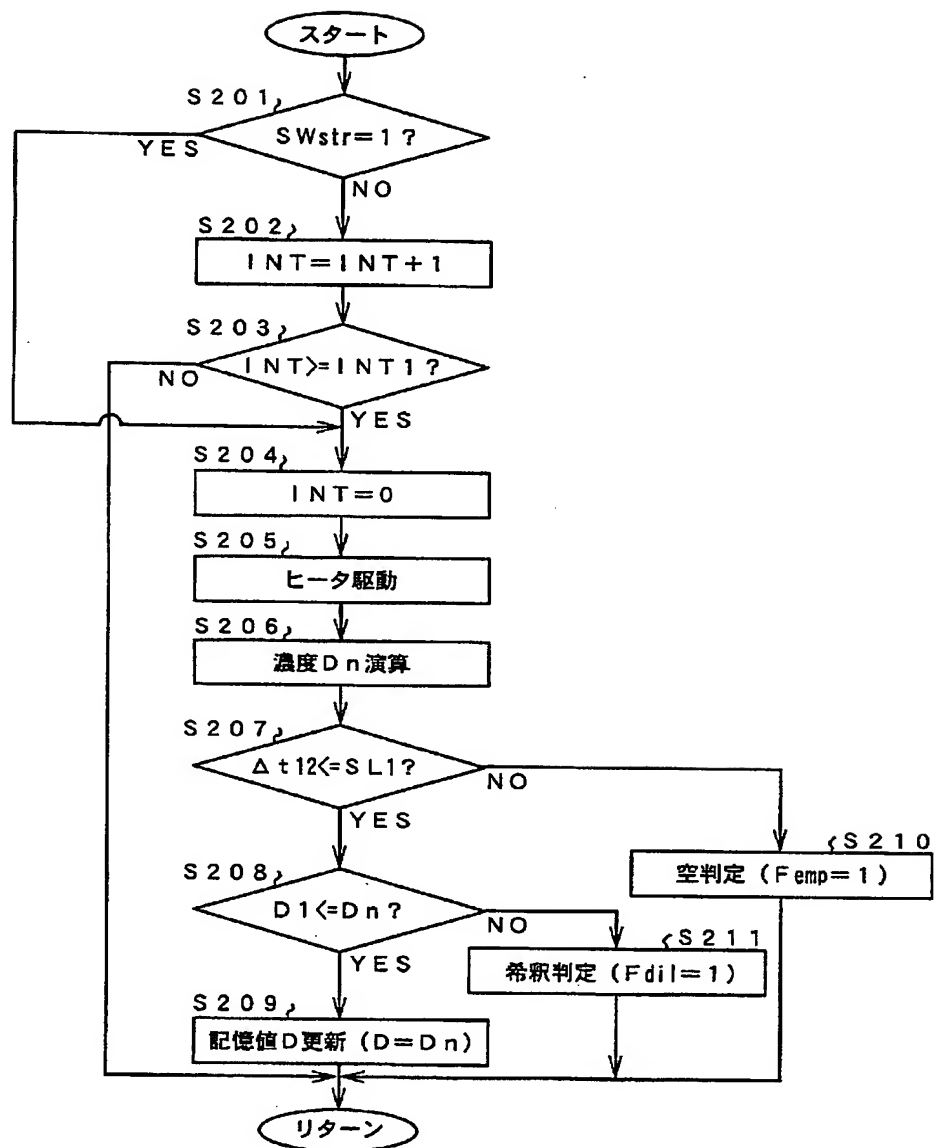 スタート
S201
SWstr=1?
YES
NO
S202
INT=INT+1
S203
INT>=INT1?
NO
YES
S204
INT=0
S205
ヒータ駆動
S206
濃度Dn演算
S207
Δt12<=SL1?
NO
YES
S210
空判定(Femp=1)
S208
D1<=Dn?
NO
YES
S211
希釈判定(Fdil=1)
S209
記憶値D更新(D=Dn)
リターン